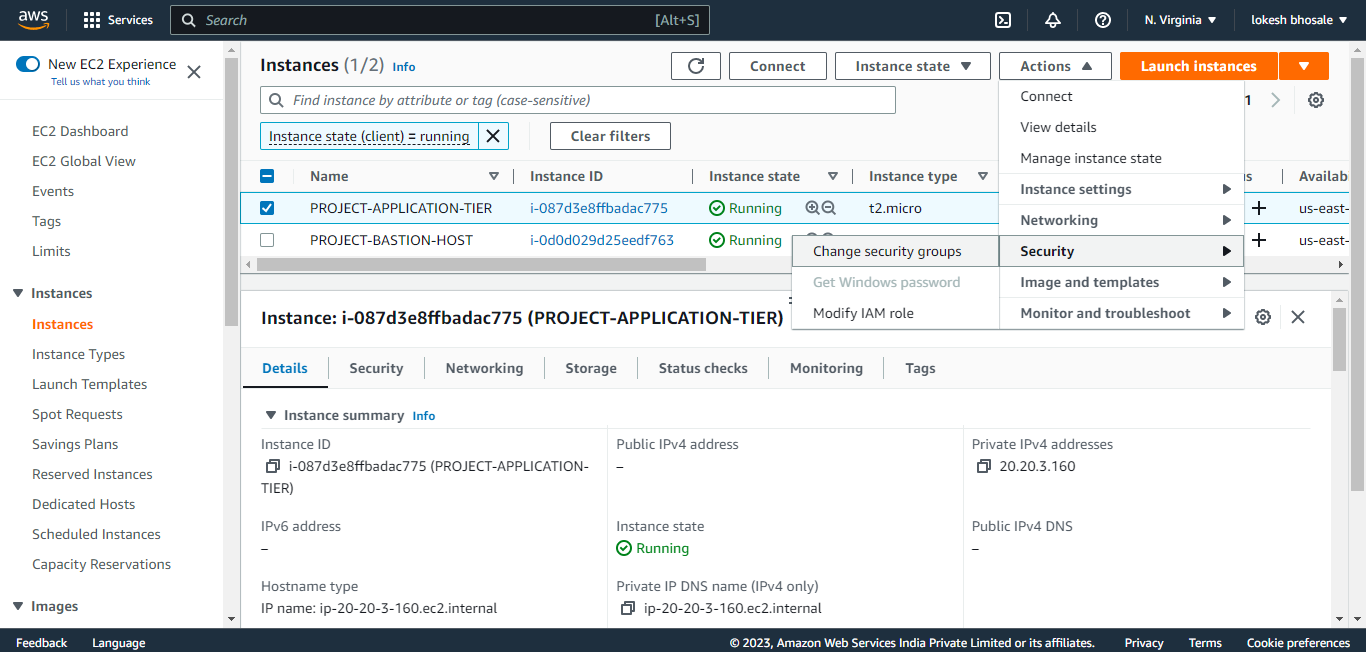 aws Services Search [Alt+S] N. Virginia lokesh bhosale
New EC2 Experience
Tell us what you think
EC2 Dashboard
EC2 Global View
Events
Tags
Limits
Instances
Instances
Instance Types
Launch Templates
Spot Requests
Savings Plans
Reserved Instances
Dedicated Hosts
Scheduled Instances
Capacity Reservations
Images
Instances (1/2) Info Connect Instance state Actions Launch instances
Find instance by attribute or tag (case-sensitive) 1
Instance state (client) = running Clear filters
Name Instance ID Instance state Instance type Availab
PROJECT-APPLICATION-TIER i-087d3e8ffbadac775 Running t2.micro us-east-
PROJECT-BASTION-HOST i-0d0d029d25eedf763 Running us-east-
Connect
View details
Manage instance state
Instance settings
Networking
Security
Image and templates
Monitor and troubleshoot
Change security groups
Get Windows password
Modify IAM role
Instance: i-087d3e8ffbadac775 (PROJECT-APPLICATION-TIER)
Details Security Networking Storage Status checks Monitoring Tags
Instance summary Info
Instance ID
i-087d3e8ffbadac775 (PROJECT-APPLICATION-
TIER)
Public IPv4 address
–
Private IPv4 addresses
20.20.3.160
IPv6 address
–
Instance state
Running
Public IPv4 DNS
–
Hostname type
IP name: ip-20-20-3-160.ec2.internal
Private IP DNS name (IPv4 only)
ip-20-20-3-160.ec2.internal
Feedback Language © 2023, Amazon Web Services India Private Limited or its affiliates. Privacy Terms Cookie preferences